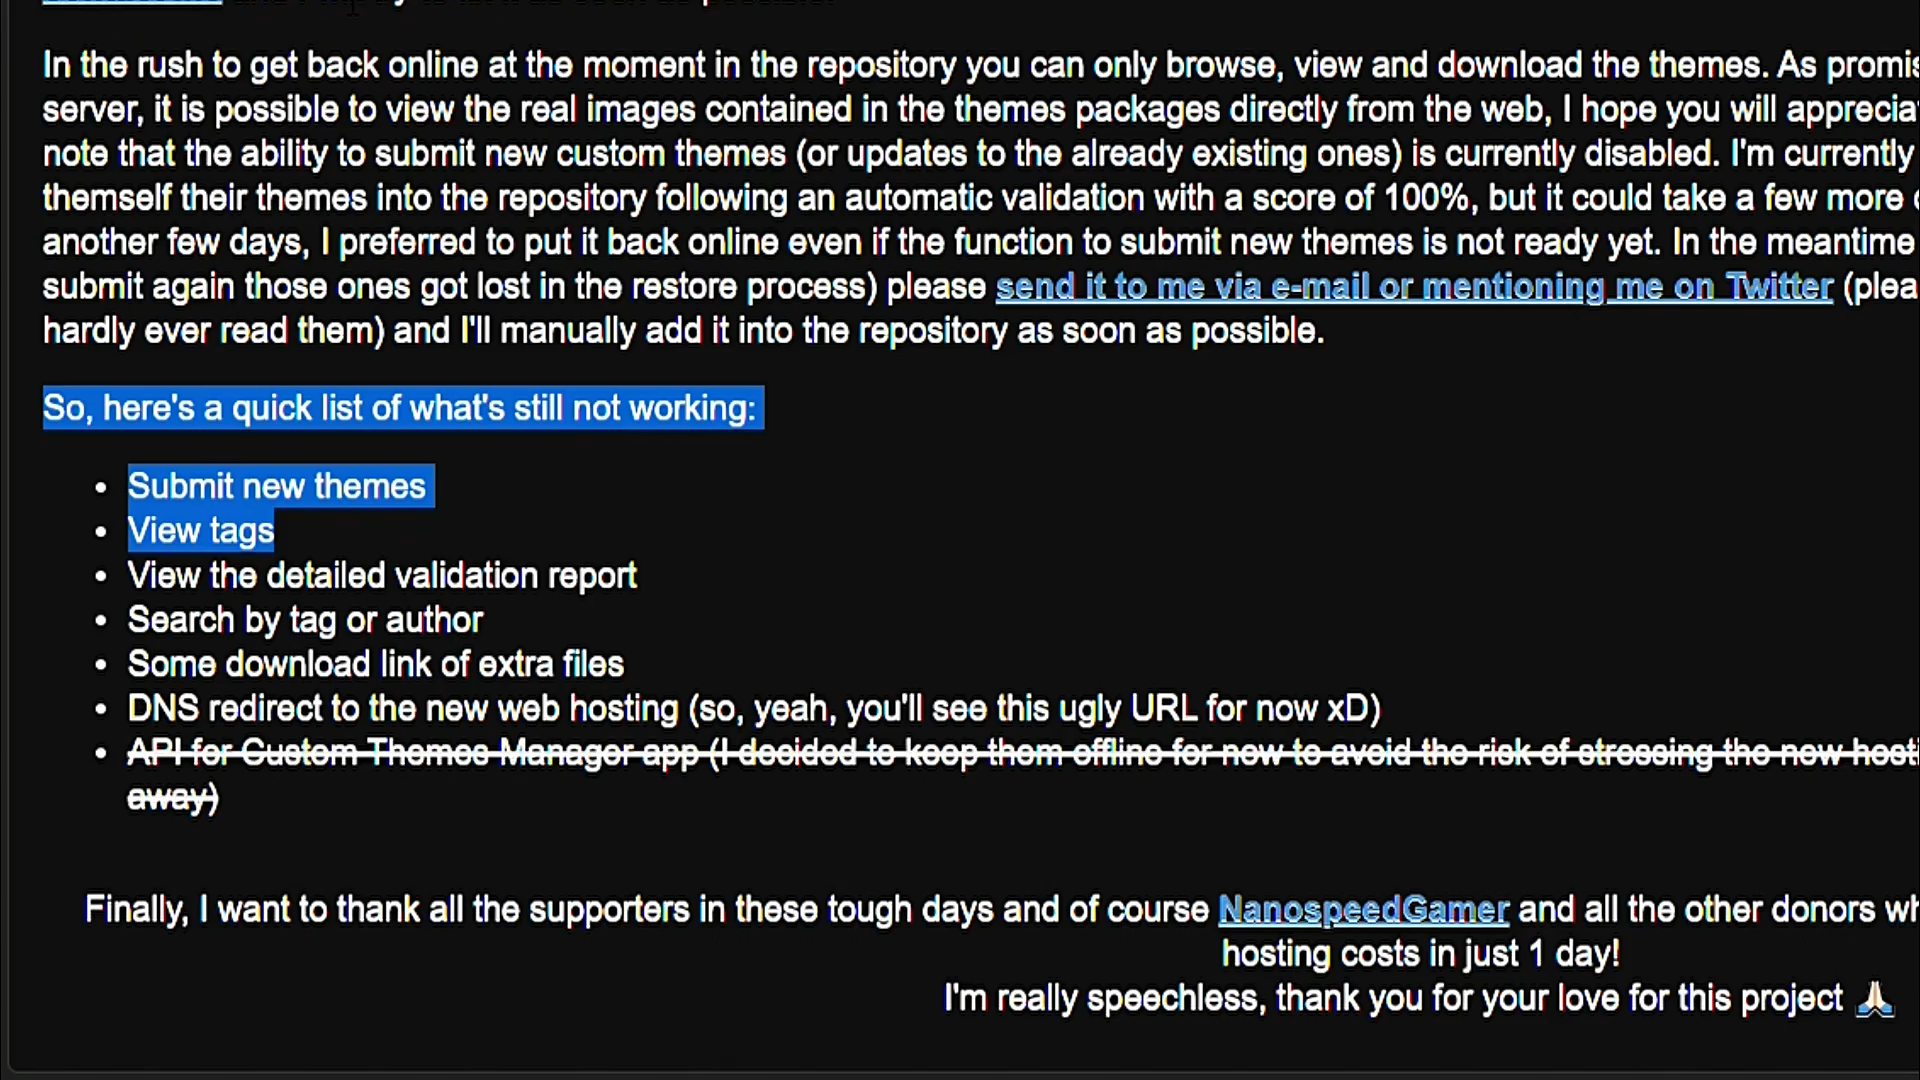 In the rush to get back online at the moment in the repository you can only browse, view and download the themes. As
server, it is possible to view the real images contained in the themes packages directly from the web, I hope you will
note that the ability to submit new custom themes (or updates to the already existing ones) is currently disabled. I'm currently
themself their themes into the repository following an automatic validation with a score of 100%, but it could take a few more
another few days, I preferred to put it back online even if the function to submit new themes is not ready yet. In the meantime
submit again those ones got lost in the restore process) please send it to me via e-mail or mentioning me on Twitter
hardly ever read them) and I'll manually add it into the repository as soon as possible.
So, here's a quick list of what's still not working:
• Submit new themes
• View tags
• View the detailed validation report
• Search by tag or author
• Some download link of extra files
• DNS redirect to the new web hosting (so, yeah, you'll see this ugly URL for now xD)
• API for Custom Themes Manager app (I decided to keep them offline for now to avoid the risk of stressing the new
away)
Finally, I want to thank all the supporters in these tough days and of course NanospeedGamer and all the other donors
hosting costs in just 1 day!
I'm really speechless, thank you for your love for this project 🙏